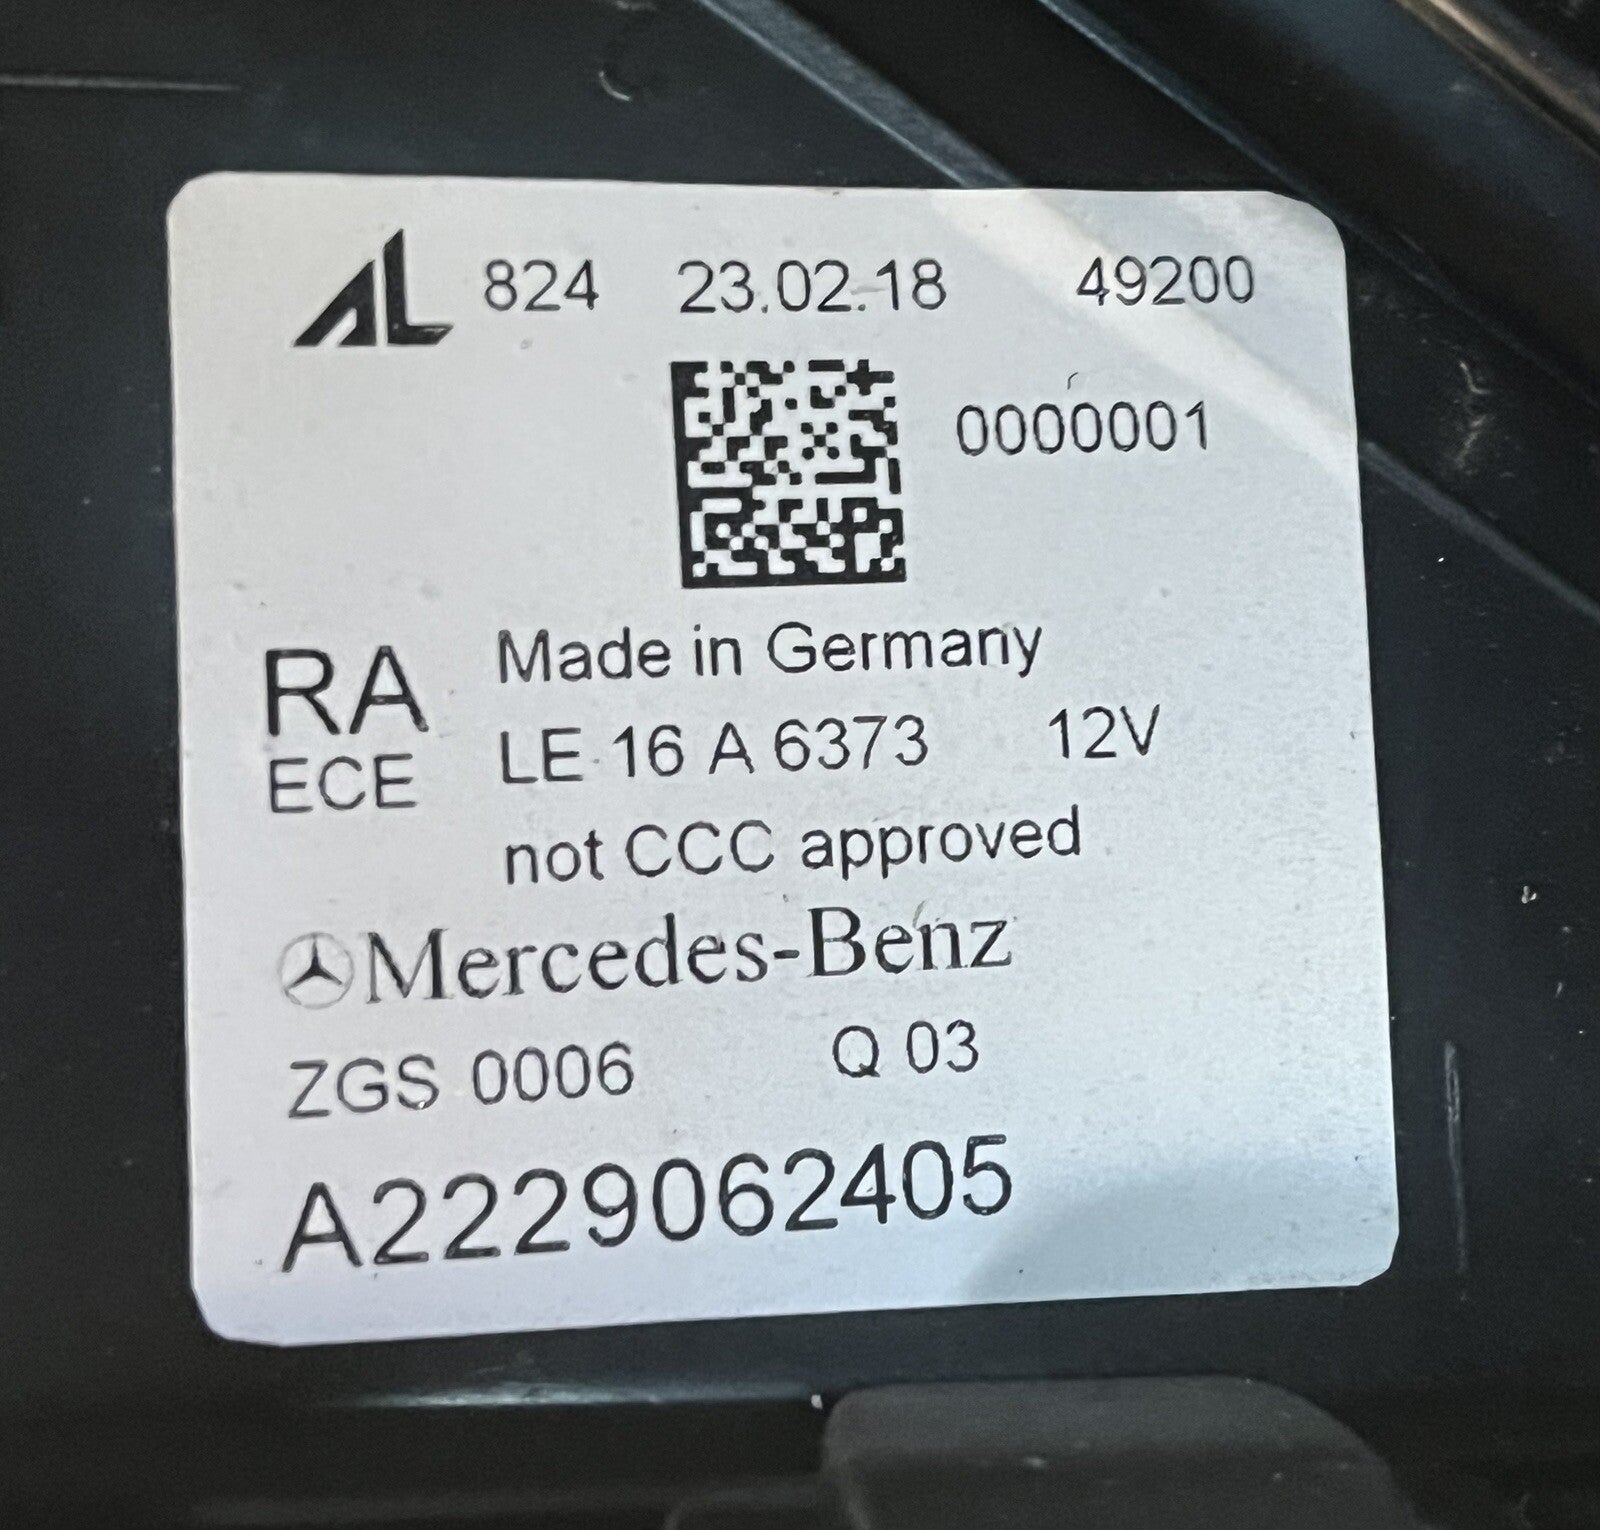 AL 824 23.02.18 49200
0000001
RA Made in Germany
ECE LE 16 A 6373 12V
not CCC approved
Mercedes-Benz
ZGS 0006 Q 03
A2229062405